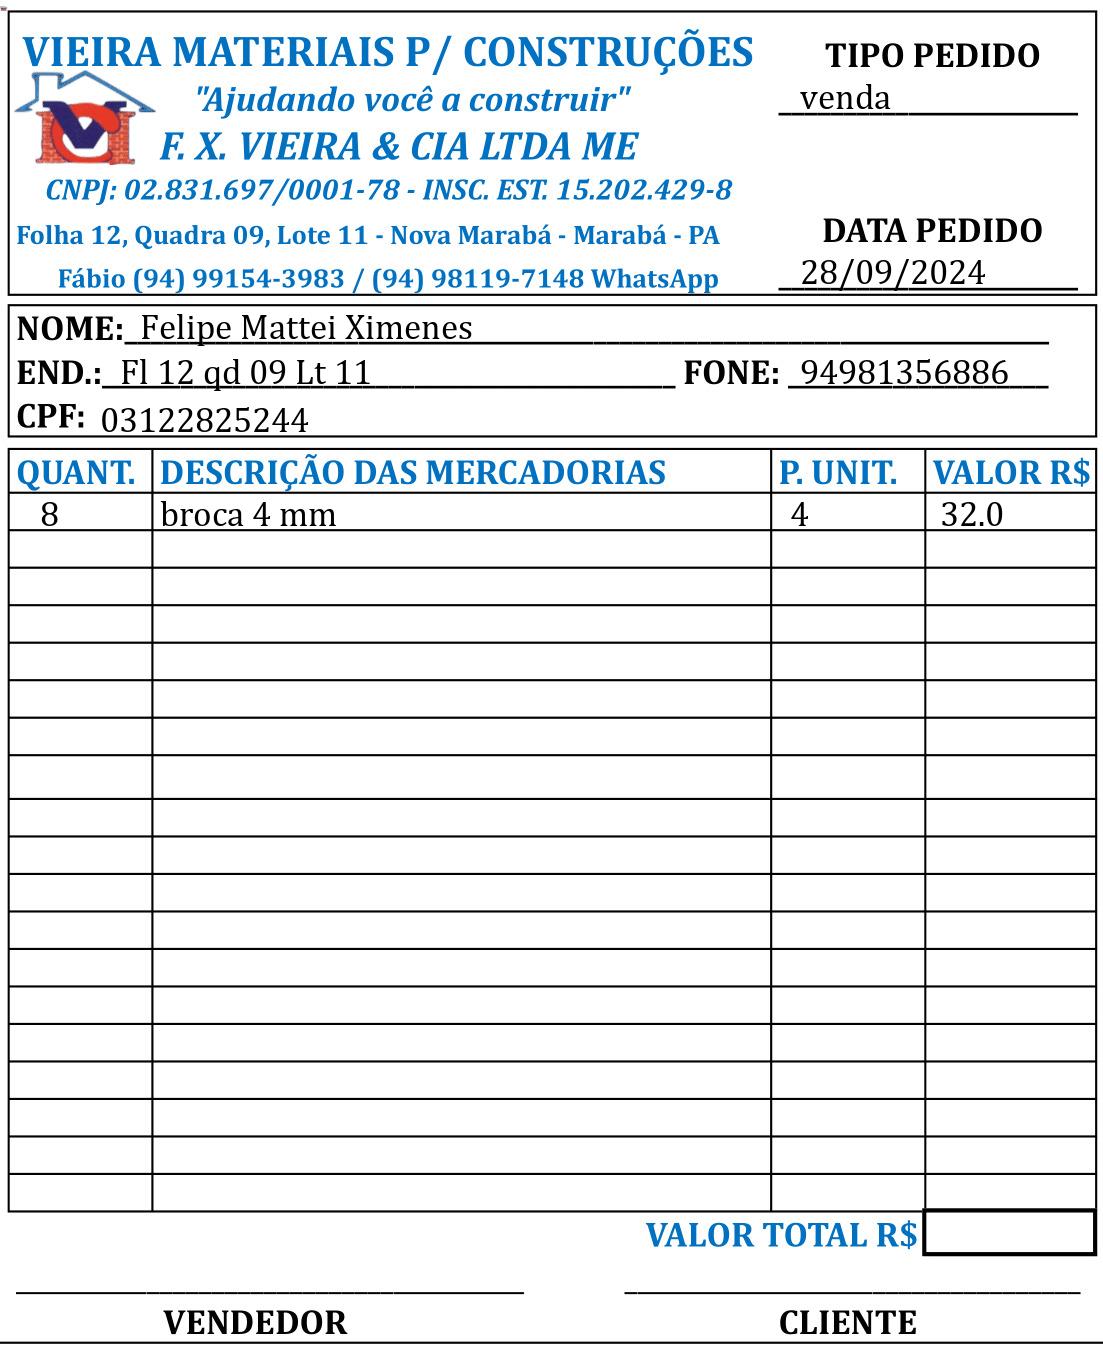 VIEIRA MATERIAIS P/ CONSTRUÇÕES
"Ajudando você a construir"
F. X. VIEIRA & CIA LTDA ME
CNPJ: 02.831.697/0001-78 - INSC. EST. 15.202.429-8
Folha 12, Quadra 09, Lote 11 - Nova Marabá - Marabá - PA
Fábio (94) 99154-3983 / (94) 98119-7148 WhatsApp
TIPO PEDIDO
venda
DATA PEDIDO
28/09/2024
NOME: Felipe Mattei Ximenes
END.: Fl 12 qd 09 Lt 11 FONE: 94981356886
CPF: 03122825244
QUANT. DESCRIÇÃO DAS MERCADORIAS P. UNIT. VALOR R$
8 broca 4 mm 4 32.0
VALOR TOTAL R$
VENDEDOR CLIENTE